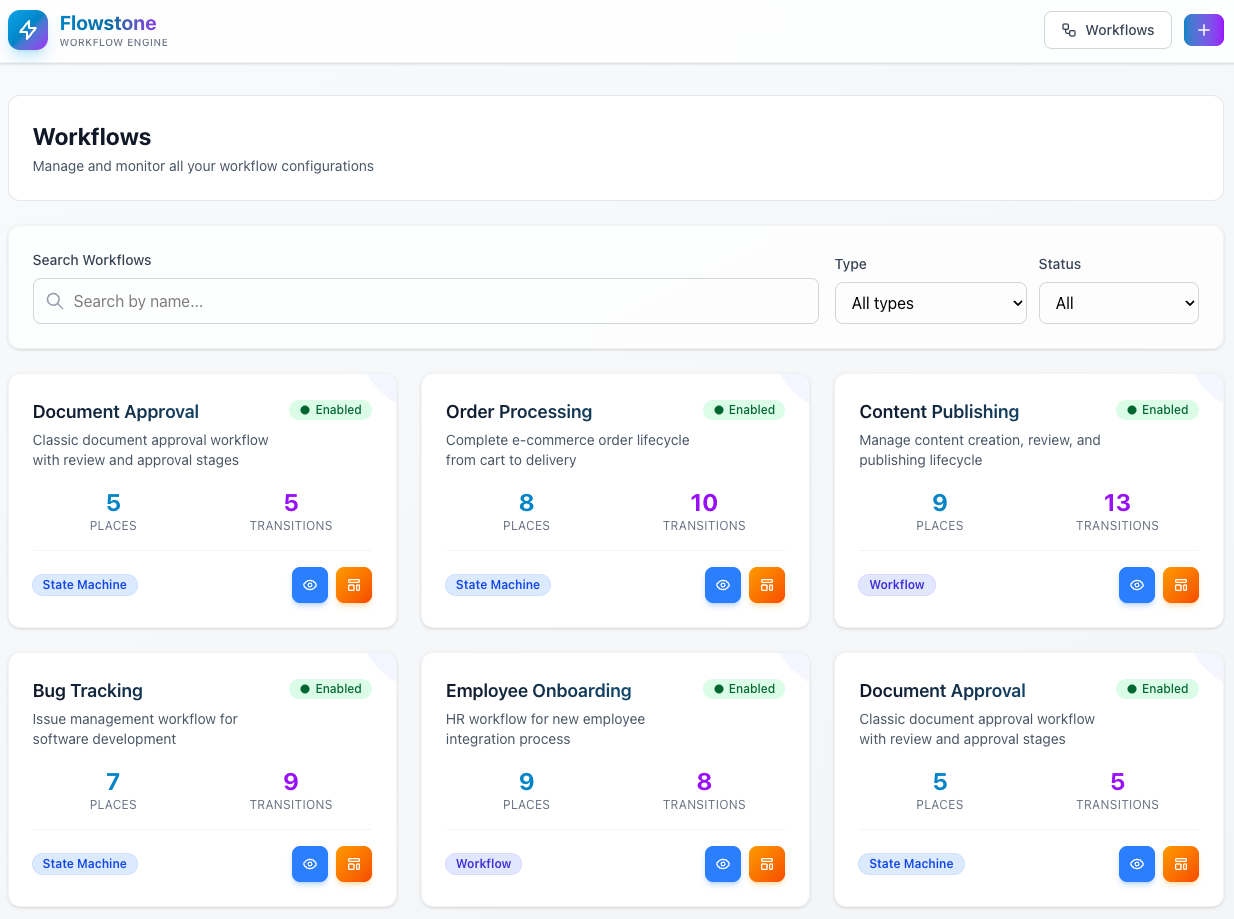 Flowstone
WORKFLOW ENGINE
Workflows
Workflows
Manage and monitor all your workflow configurations
Search Workflows
Search by name...
Type
All types
Status
All
Document Approval
Enabled
Classic document approval workflow
with review and approval stages
5
PLACES
5
TRANSITIONS
State Machine
Order Processing
Enabled
Complete e-commerce order lifecycle
from cart to delivery
8
PLACES
10
TRANSITIONS
State Machine
Content Publishing
Enabled
Manage content creation, review, and
publishing lifecycle
9
PLACES
13
TRANSITIONS
Workflow
Bug Tracking
Enabled
Issue management workflow for
software development
7
PLACES
9
TRANSITIONS
State Machine
Employee Onboarding
Enabled
HR workflow for new employee
integration process
9
PLACES
8
TRANSITIONS
Workflow
Document Approval
Enabled
Classic document approval workflow
with review and approval stages
5
PLACES
5
TRANSITIONS
State Machine